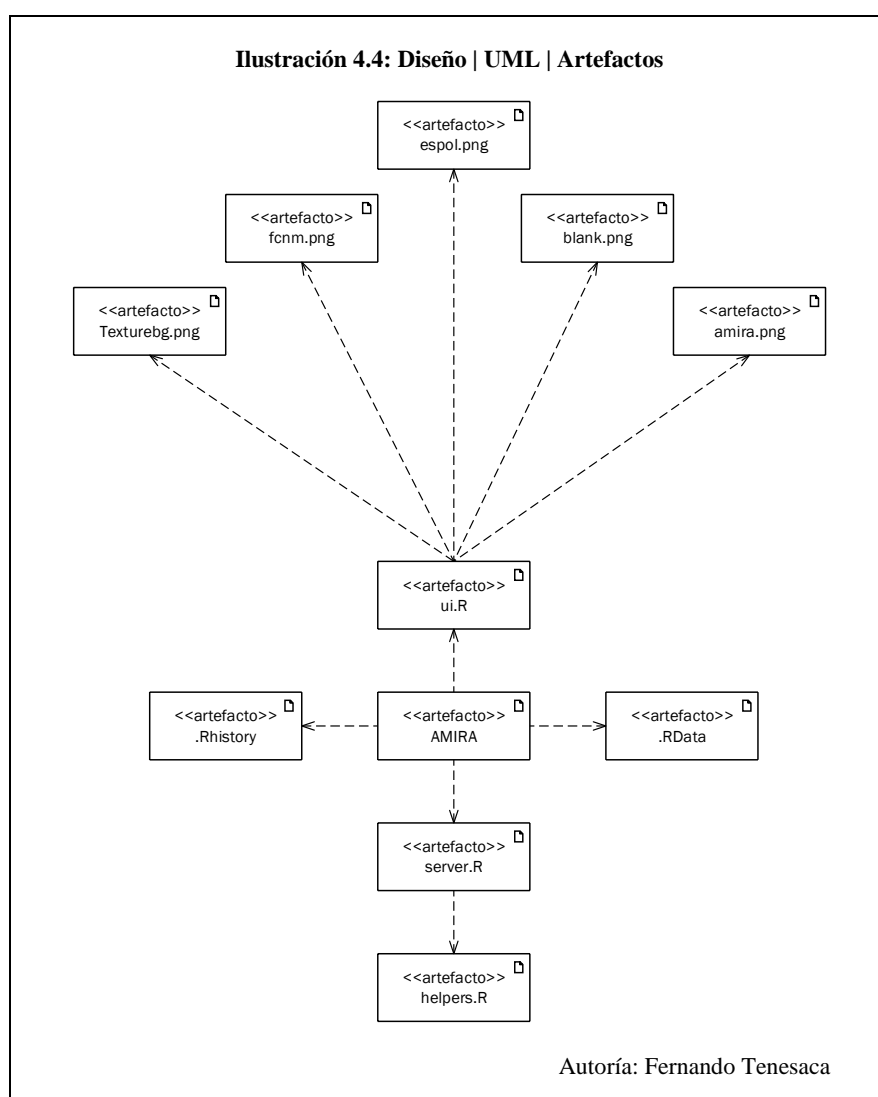 Ilustración 4.4: Diseño | UML | Artefactos
<<artefacto>>
espol.png
<<artefacto>>
fcnm.png
<<artefacto>>
blank.png
<<artefacto>>
Texturebg.png
<<artefacto>>
amira.png
<<artefacto>>
ui.R
<<artefacto>>
.Rhistory
<<artefacto>>
AMIRA
<<artefacto>>
.RData
<<artefacto>>
server.R
<<artefacto>>
helpers.R
Autoría: Fernando Tenesaca